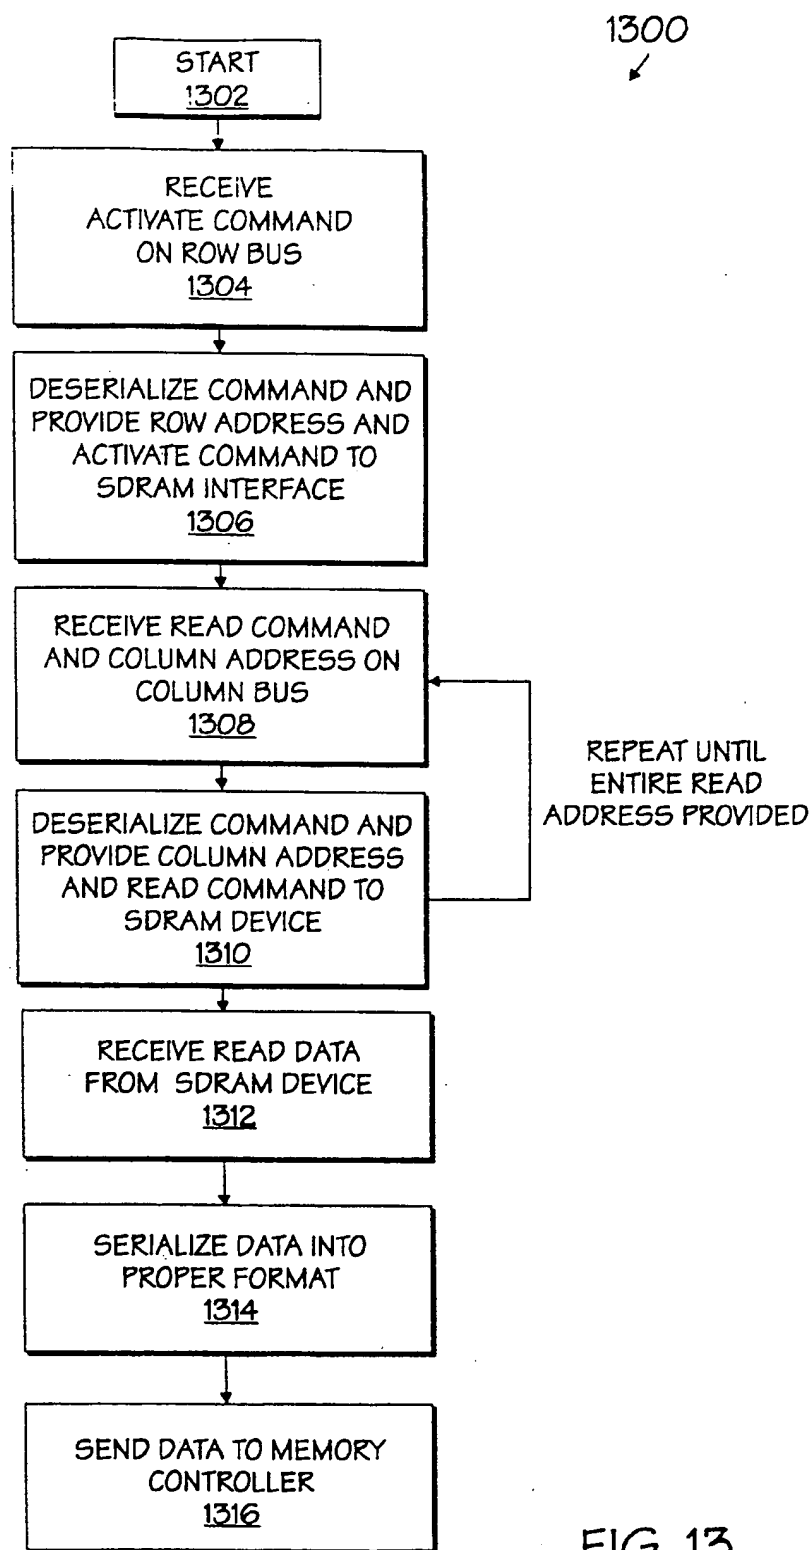 1300
START
1302
RECEIVE
ACTIVATE COMMAND
ON ROW BUS
1304
DESERIALIZE COMMAND AND
PROVIDE ROW ADDRESS AND
ACTIVATE COMMAND TO
SDRAM INTERFACE
1306
RECEIVE READ COMMAND
AND COLUMN ADDRESS ON
COLUMN BUS
1308
DESERIALIZE COMMAND AND
PROVIDE COLUMN ADDRESS
AND READ COMMAND TO
SDRAM DEVICE
1310
REPEAT UNTIL
ENTIRE READ
ADDRESS PROVIDED
RECEIVE READ DATA
FROM SDRAM DEVICE
1312
SERIALIZE DATA INTO
PROPER FORMAT
1314
SEND DATA TO MEMORY
CONTROLLER
1316
FIG. 13